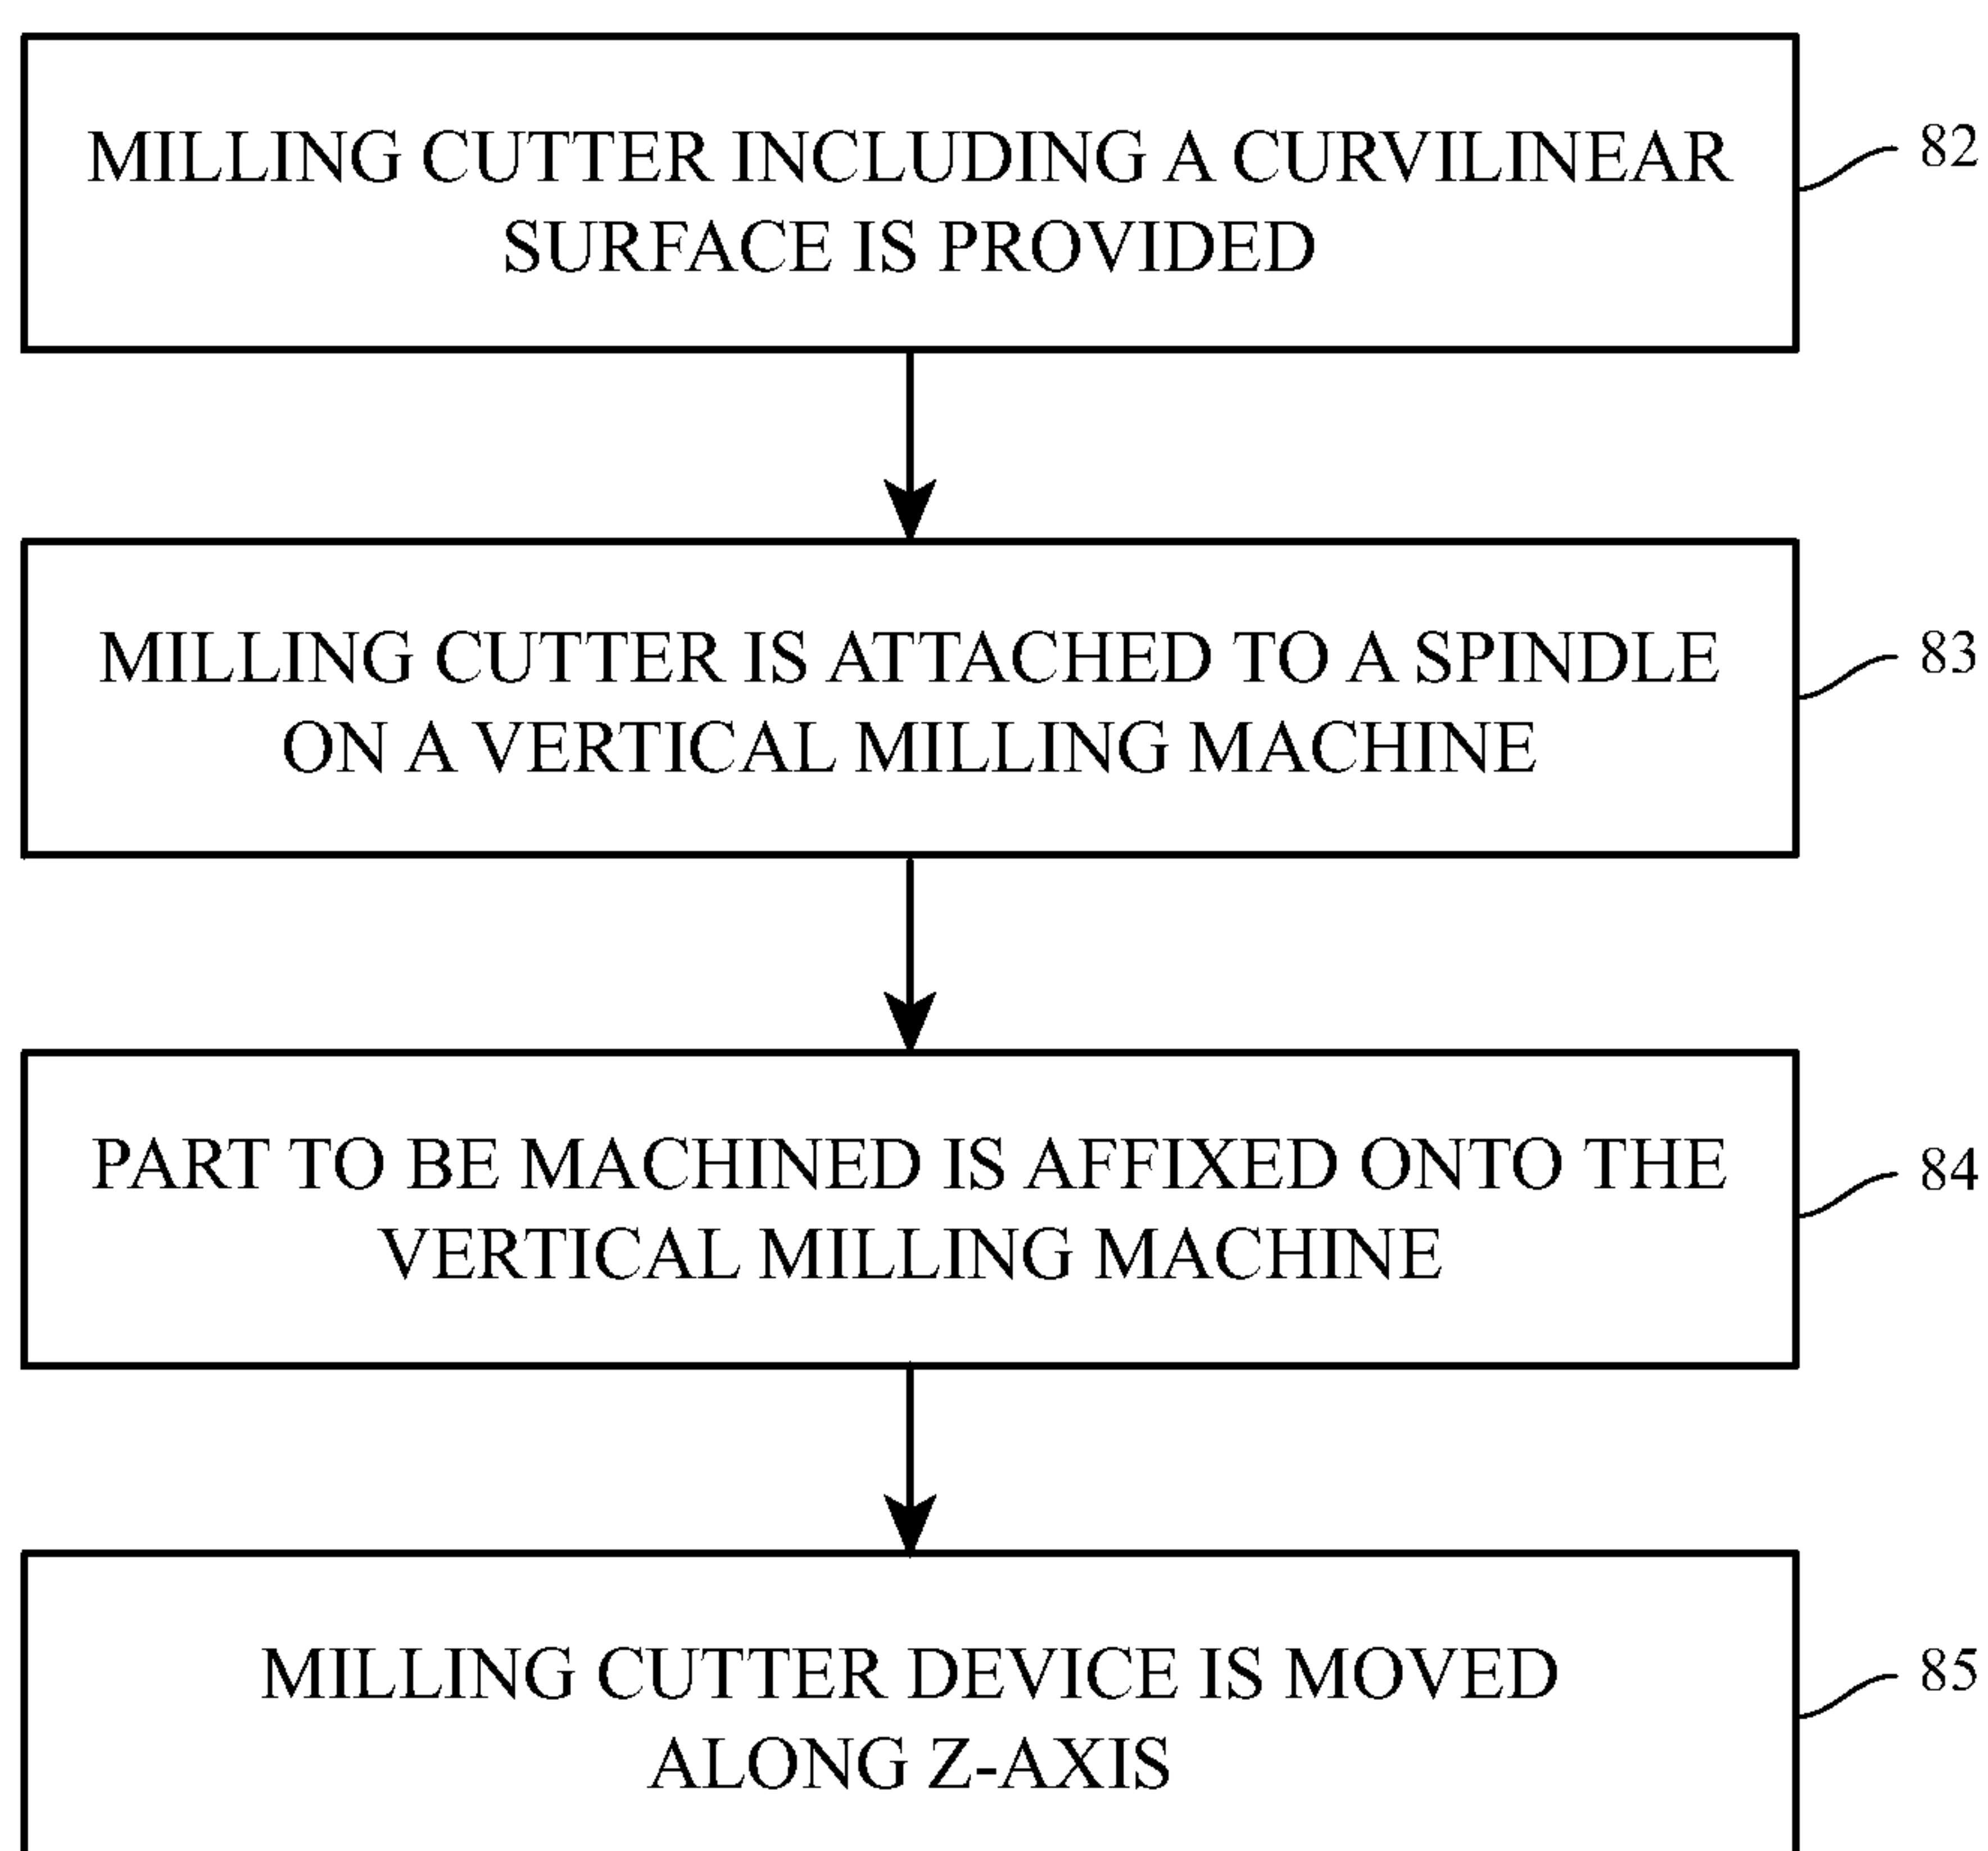 MILLING CUTTER INCLUDING A CURVILINEAR
SURFACE IS PROVIDED
82
MILLING CUTTER IS ATTACHED TO A SPINDLE
ON A VERTICAL MILLING MACHINE
83
PART TO BE MACHINED IS AFFIXED ONTO THE
VERTICAL MILLING MACHINE
84
MILLING CUTTER DEVICE IS MOVED
ALONG Z-AXIS
85